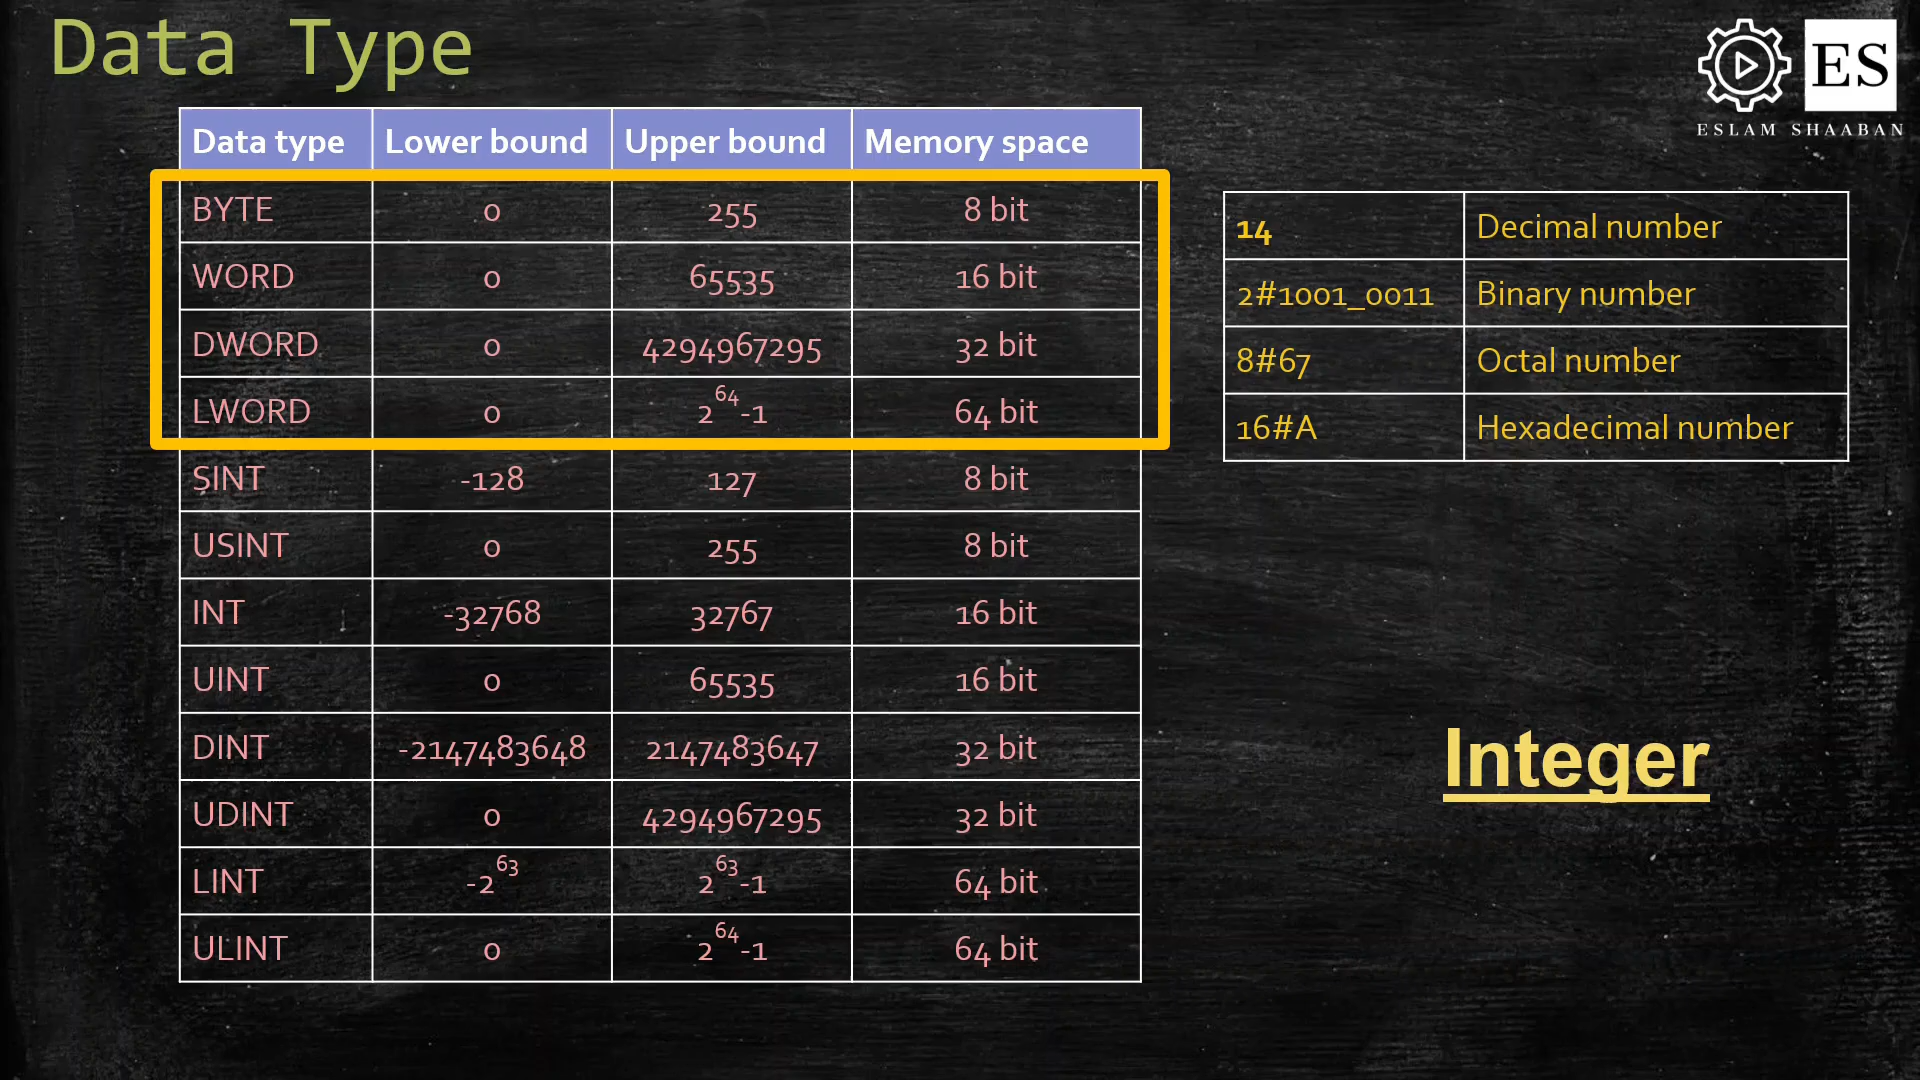 Data Type
ES
ESLAM SHAABAN
Data type Lower bound Upper bound Memory space
BYTE 0 255 8 bit
WORD 0 65535 16 bit
DWORD 0 4294967295 32 bit
LWORD 0 2^64-1 64 bit
SINT -128 127 8 bit
USINT 0 255 8 bit
INT -32768 32767 16 bit
UINT 0 65535 16 bit
DINT -2147483648 2147483647 32 bit
UDINT 0 4294967295 32 bit
LINT -2^63 2^63-1 64 bit
ULINT 0 2^64-1 64 bit
14 Decimal number
2#1001_0011 Binary number
8#67 Octal number
16#A Hexadecimal number
Integer